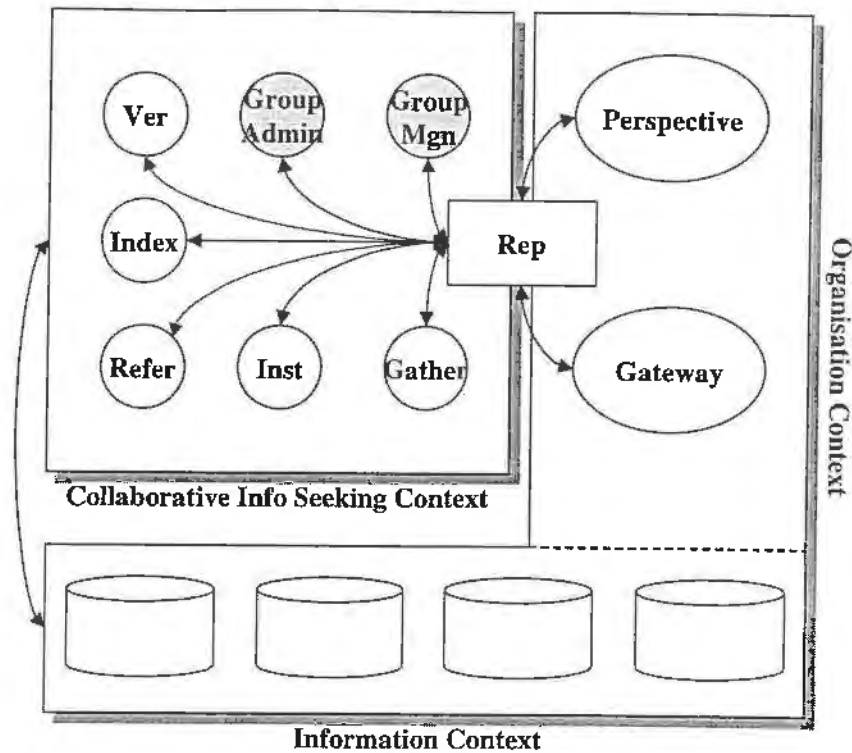 Ver
Group
Admin
Group
Mgn
Perspective
Index
Rep
Refer
Inst
Gather
Gateway
Organisation Context
Collaborative Info Seeking Context
Information Context